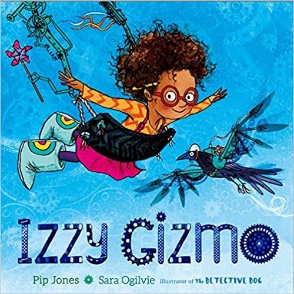 Izzy Gizmo
Pip Jones Sara Ogilvie illustrator of The DETECTIVE DOG